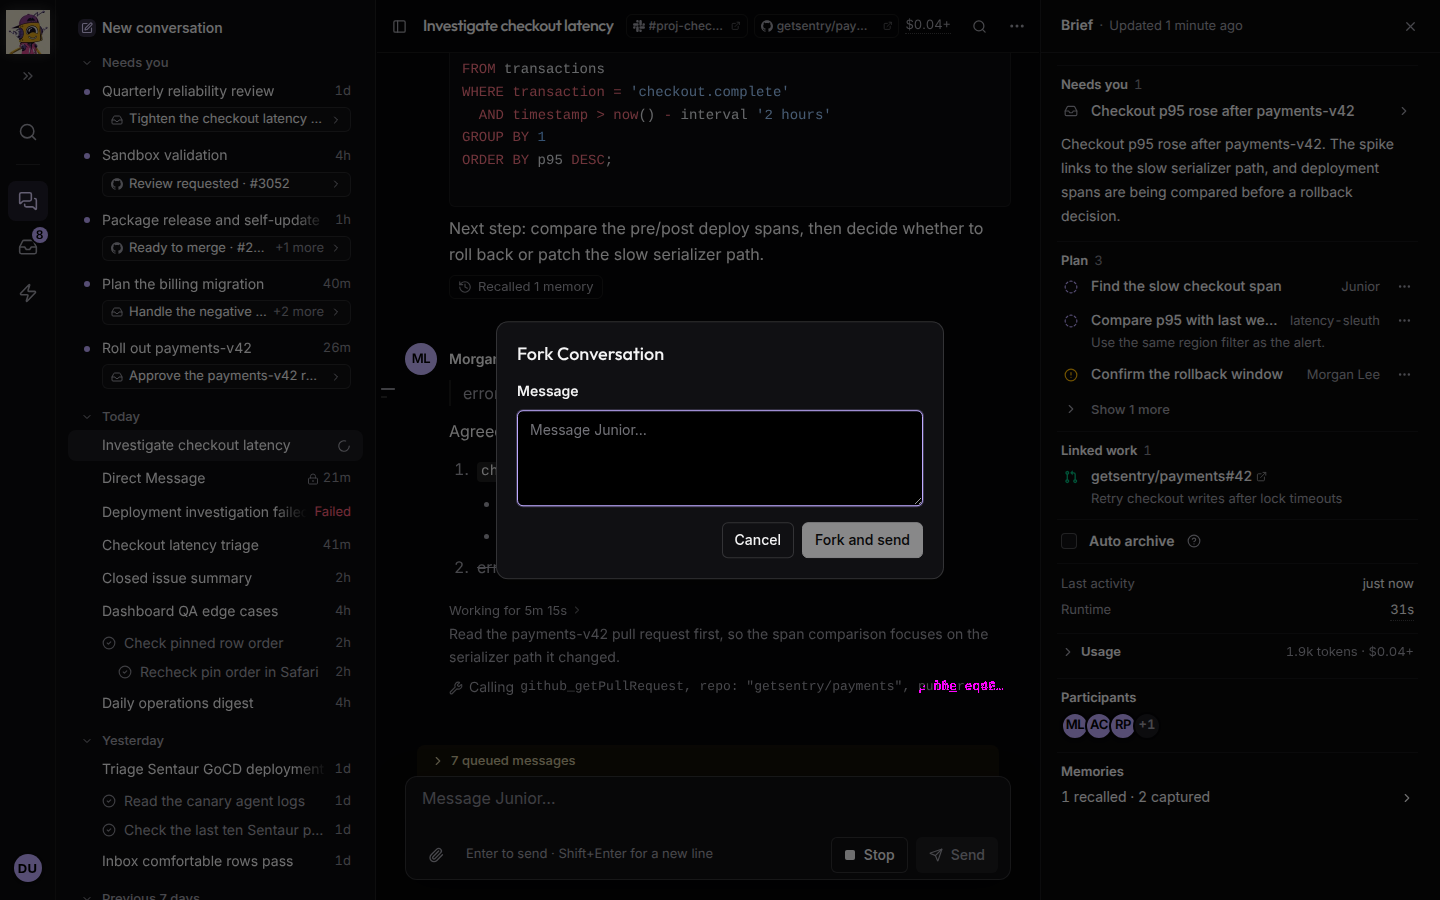 New conversation
Needs you
Quarterly reliability review 1d
Tighten the checkout latency ...
Sandbox validation 4h
Review requested · #3052
Package release and self-update 1h
Ready to merge · #2... +1 more
8
Plan the billing migration 40m
Handle the negative ... +2 more
Roll out payments-v42 26m
Approve the payments-v42 r...
Today
Investigate checkout latency
Direct Message 21m
Deployment investigation failed Failed
Checkout latency triage 41m
Closed issue summary 2h
Dashboard QA edge cases 4h
Check pinned row order 2h
Recheck pin order in Safari 2h
Daily operations digest 4h
Yesterday
Triage Sentaur GoCD deployment 1d
Read the canary agent logs 1d
Check the last ten Sentaur p... 1d
Inbox comfortable rows pass 1d
Previous 7 days
DU
Investigate checkout latency #proj-chec... getsentry/pay... $0.04+
FROM transactions
WHERE transaction = 'checkout.complete'
AND timestamp > now() - interval '2 hours'
GROUP BY 1
ORDER BY p95 DESC;
Next step: compare the pre/post deploy spans, then decide whether to
roll back or patch the slow serializer path.
Recalled 1 memory
ML Morgan
Agreed
1.
2.
Fork Conversation
Message
Message Junior...
Cancel Fork and send
Working for 5m 15s
Read the payments-v42 pull request first, so the span comparison focuses on the
serializer path it changed.
Calling github_getPullRequest, repo: "getsentry/payments",
7 queued messages
Message Junior...
Enter to send · Shift+Enter for a new line
Stop Send
Brief · Updated 1 minute ago
Needs you 1
Checkout p95 rose after payments-v42
Checkout p95 rose after payments-v42. The spike
links to the slow serializer path, and deployment
spans are being compared before a rollback
decision.
Plan 3
Find the slow checkout span Junior
Compare p95 with last we... latency-sleuth
Use the same region filter as the alert.
Confirm the rollback window Morgan Lee
Show 1 more
Linked work 1
getsentry/payments#42
Retry checkout writes after lock timeouts
Auto archive
Last activity just now
Runtime 31s
Usage 1.9k tokens · $0.04+
Participants
ML AC RP +1
Memories
1 recalled · 2 captured